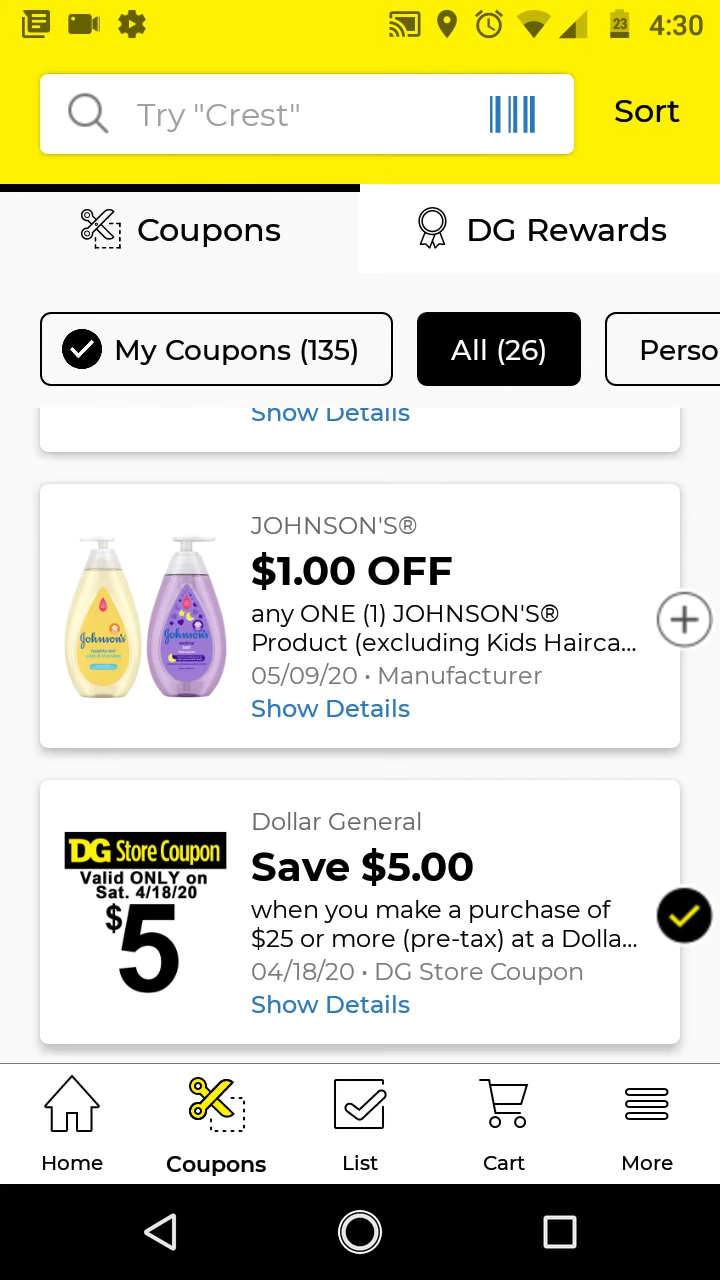 23 4:30
Try "Crest"
Sort
Coupons
DG Rewards
My Coupons (135)
All (26)
Perso
Show Details
JOHNSON'S®
$1.00 OFF
any ONE (1) JOHNSON'S®
Product (excluding Kids Hairca...
05/09/20 • Manufacturer
Show Details
Johnson's
Johnson's
Dollar General
Save $5.00
when you make a purchase of
$25 or more (pre-tax) at a Dolla...
04/18/20 • DG Store Coupon
Show Details
DG Store Coupon
Valid ONLY on
Sat. 4/18/20
$5
Home
Coupons
List
Cart
More